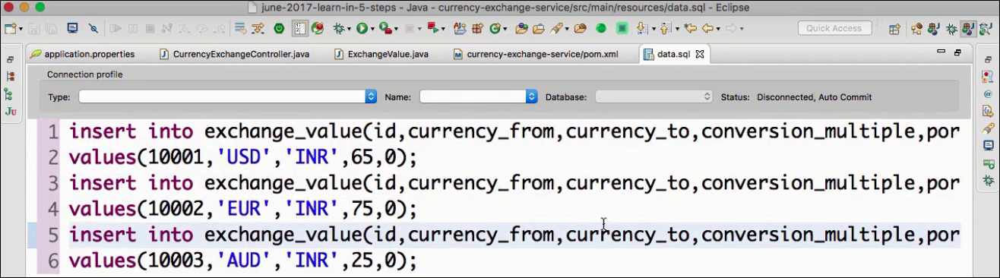 june-2017-learn-in-5-steps - Java - currency-exchange-service/src/main/resources/data.sql - Eclipse
Quick Access
application.properties CurrencyExchangeController.java ExchangeValue.java currency-exchange-service/pom.xml data.sql
Connection profile
Type: Name: Database: Status: Disconnected, Auto Commit
1 insert into exchange_value(id,currency_from,currency_to,conversion_multiple,por
2 values(10001,'USD','INR',65,0);
3 insert into exchange_value(id,currency_from,currency_to,conversion_multiple,por
4 values(10002,'EUR','INR',75,0);
5 insert into exchange_value(id,currency_from,currency_to,conversion_multiple,por
6 values(10003,'AUD','INR',25,0);